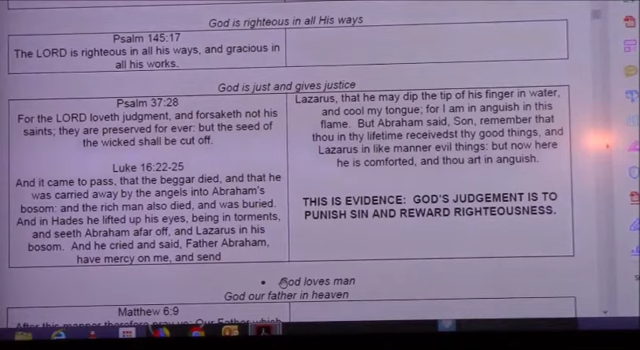 God is righteous in all His ways
Psalm 145:17
The LORD is righteous in all his ways, and gracious in
all his works.
God is just and gives justice
Psalm 37:28
For the LORD loveth judgment, and forsaketh not his
saints; they are preserved for ever: but the seed of
the wicked shall be cut off.
Luke 16:22-25
And it came to pass, that the beggar died, and that he
was carried away by the angels into Abraham's
bosom: and the rich man also died, and was buried.
And in Hades he lifted up his eyes, being in torments,
and seeth Abraham afar off, and Lazarus in his
bosom. And he cried and said, Father Abraham,
have mercy on me, and send
Lazarus, that he may dip the tip of his finger in water,
and cool my tongue; for I am in anguish in this
flame. But Abraham said, Son, remember that
thou in thy lifetime receivedst thy good things, and
Lazarus in like manner evil things: but now here
he is comforted, and thou art in anguish.
THIS IS EVIDENCE: GOD'S JUDGEMENT IS TO
PUNISH SIN AND REWARD RIGHTEOUSNESS.
• God loves man
God our father in heaven
Matthew 6:9
After this manner therefore pray ye: Our Father which